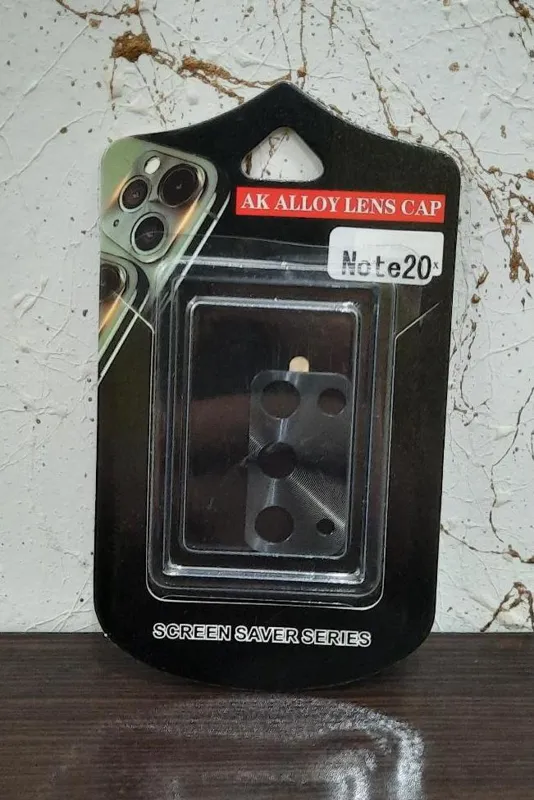 AK ALLOY LENS CAP
Note20
SCREEN SAVER SERIES